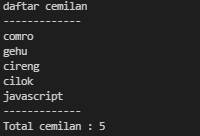 daftar cemilan
-------------
comro
gehu
cireng
cilok
javascript
-------------
Total cemilan : 5